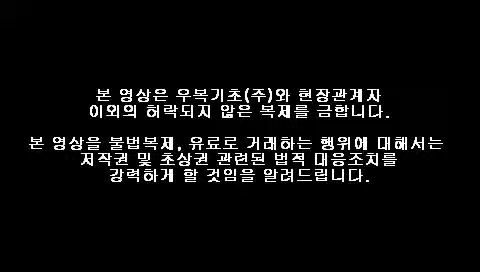 본 영상은 우복기초(주)와 현장관계자
이외의 허락되지 않은 복제를 금합니다.
본 영상을 불법복제, 유료로 거래하는 행위에 대해서는
저작권 및 초상권 관련된 법적 대응조치를
강력하게 할 것임을 알려드립니다.